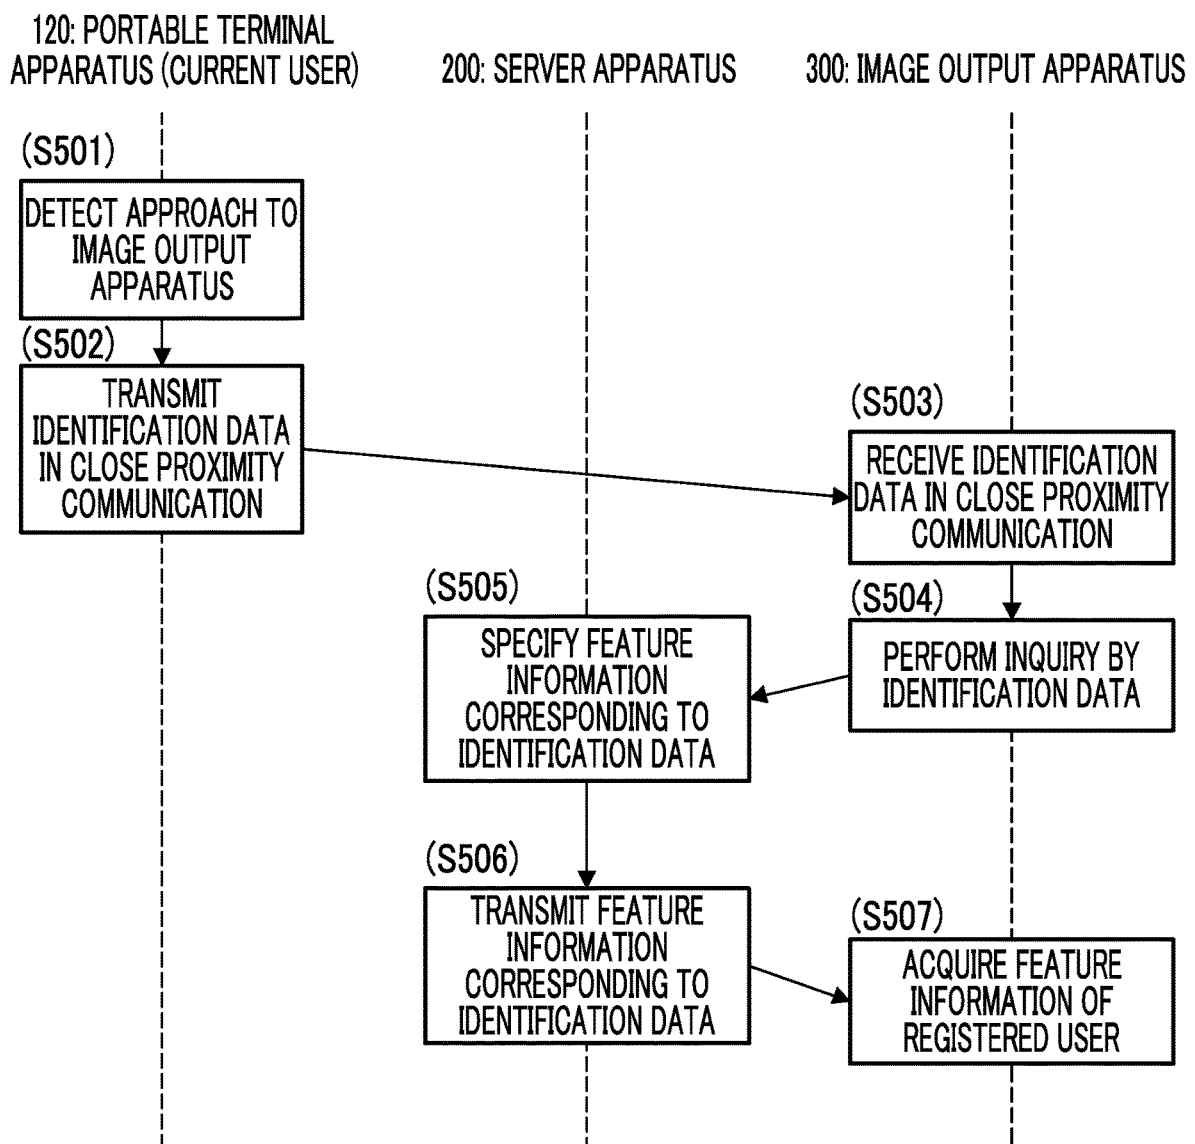 120: PORTABLE TERMINAL
APPARATUS (CURRENT USER)
200: SERVER APPARATUS
300: IMAGE OUTPUT APPARATUS
(S501)
DETECT APPROACH TO
IMAGE OUTPUT
APPARATUS
(S502)
TRANSMIT
IDENTIFICATION DATA
IN CLOSE PROXIMITY
COMMUNICATION
(S503)
RECEIVE IDENTIFICATION
DATA IN CLOSE PROXIMITY
COMMUNICATION
(S504)
PERFORM INQUIRY BY
IDENTIFICATION DATA
(S505)
SPECIFY FEATURE
INFORMATION
CORRESPONDING TO
IDENTIFICATION DATA
(S506)
TRANSMIT FEATURE
INFORMATION
CORRESPONDING TO
IDENTIFICATION DATA
(S507)
ACQUIRE FEATURE
INFORMATION OF
REGISTERED USER